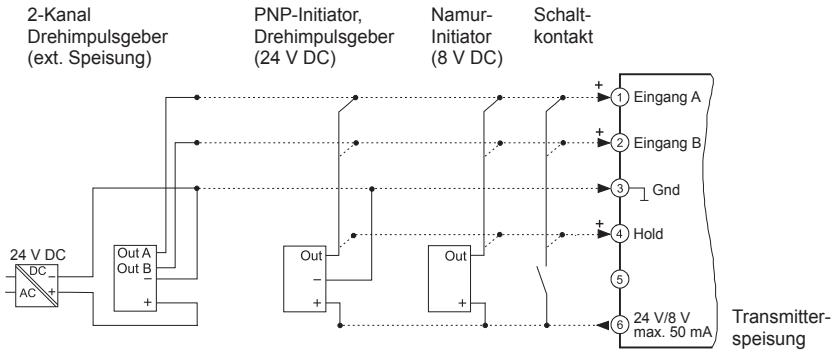 2-Kanal
Drehimpulsgeber
(ext. Speisung)
PNP-Initiator,
Drehimpulsgeber
(24 V DC)
Namur-
Initiator
(8 V DC)
Schalt-
kontakt
+
1 Eingang A
+
2 Eingang B
3 Gnd
+
4 Hold
5
6 24 V/8 V
max. 50 mA
Transmitter-
speisung
24 V DC
DC −
AC +
Out A
Out B
−
+
Out
−
+
Out
+